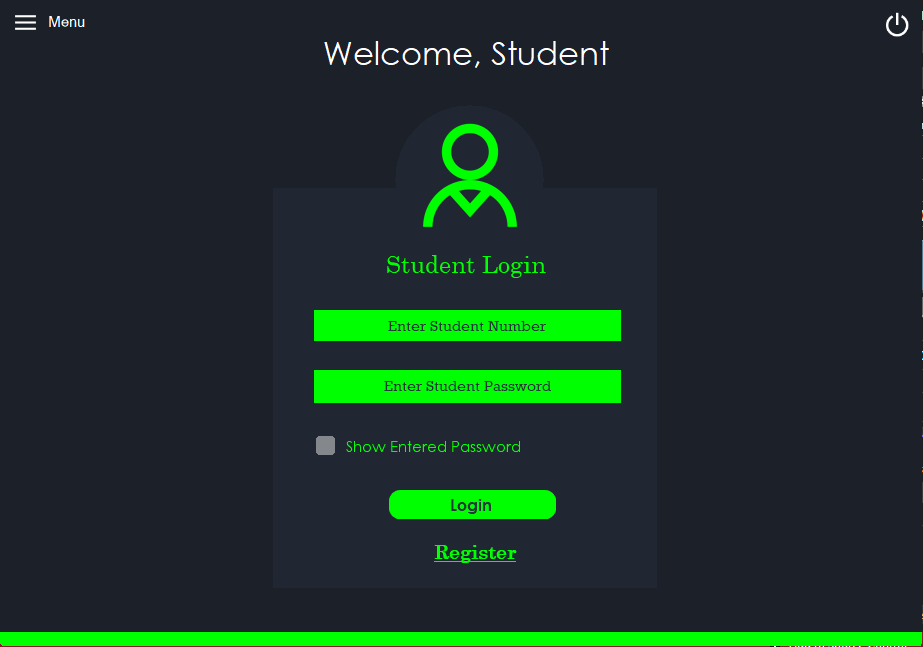 Menu
Welcome, Student
Student Login
Enter Student Number
Enter Student Password
Show Entered Password
Login
Register